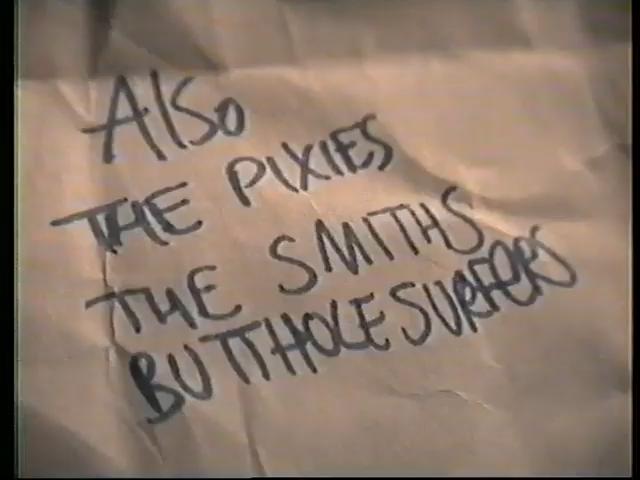 Also
THE PIXIES
THE SMITHS
BUTTHOLE SURFERS